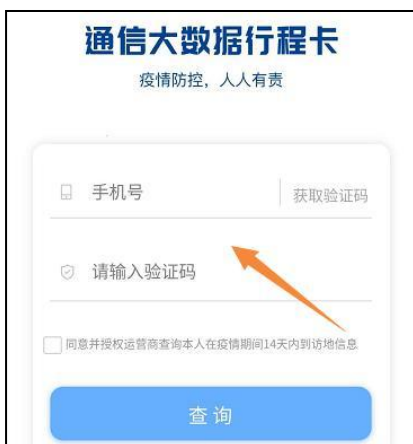 通信大数据行程卡
疫情防控，人人有责
手机号 获取验证码
请输入验证码
同意并授权运营商查询本人在疫情期间14天内到访地信息
查询